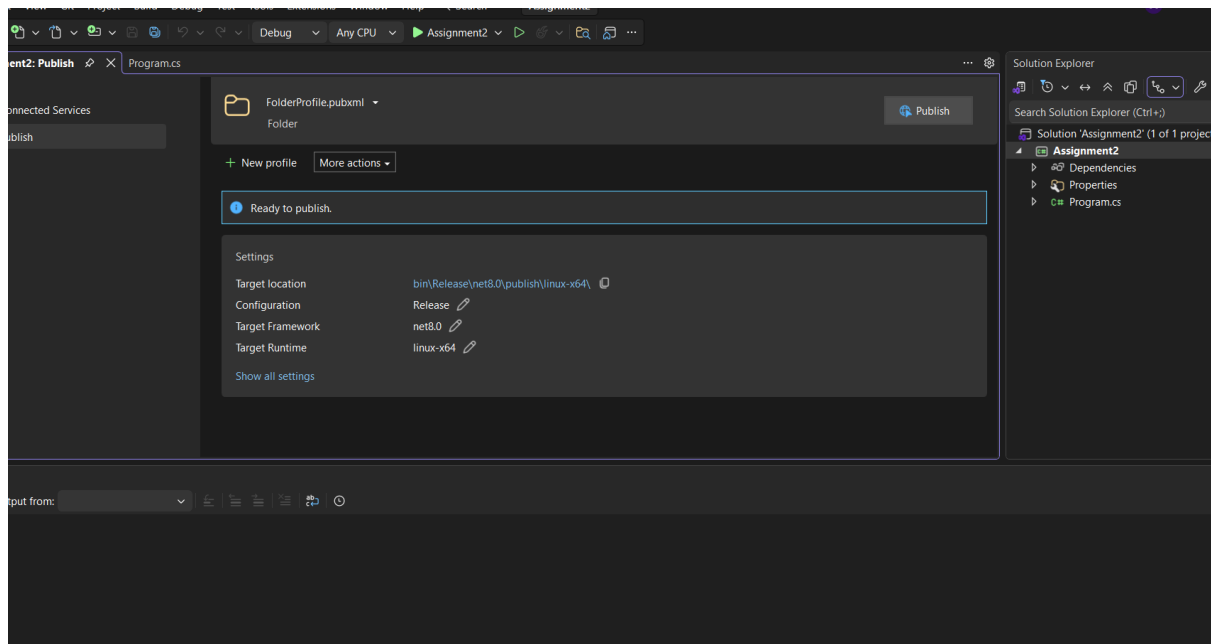 Debug Any CPU Assignment2
ent2: Publish Program.cs
onnected Services
ublish
FolderProfile.pubxml
Folder
Publish
+ New profile More actions
Ready to publish.
Settings
Target location bin\Release\net8.0\publish\linux-x64\
Configuration Release
Target Framework net8.0
Target Runtime linux-x64
Show all settings
Solution Explorer
Search Solution Explorer (Ctrl+;)
Solution 'Assignment2' (1 of 1 projec
C# Assignment2
Dependencies
Properties
C# Program.cs
tput from: